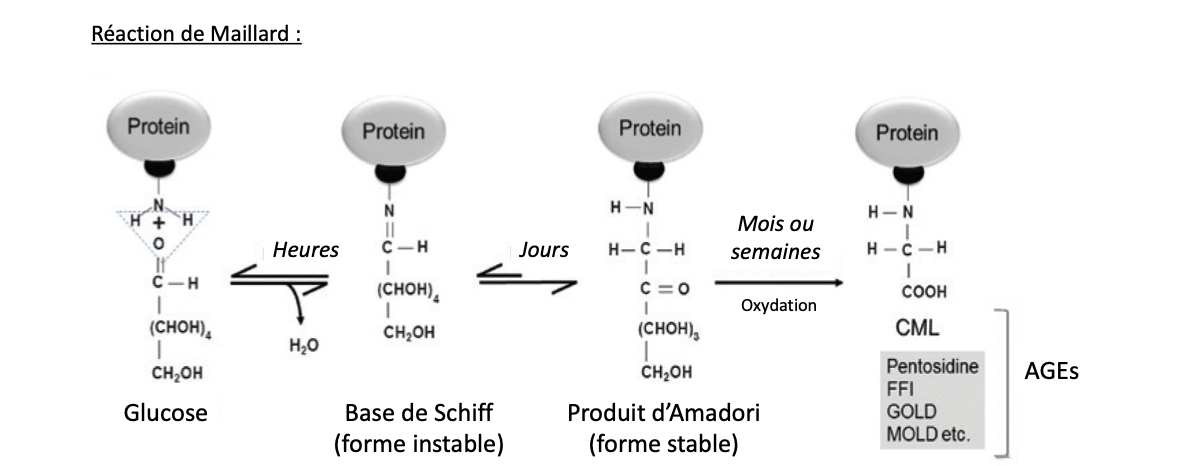 Réaction de Maillard :
Protein
N
H + H
O
C – H
(CHOH)4
CH2OH
Glucose
Heures
H2O
Protein
N
C – H
(CHOH)4
CH2OH
Base de Schiff
(forme instable)
Jours
Protein
H – N
H – C – H
C = O
(CHOH)3
CH2OH
Produit d’Amadori
(forme stable)
Mois ou
semaines
Oxydation
Protein
H – N
H – C – H
COOH
CML
Pentosidine
FFI
GOLD
MOLD etc.
AGEs